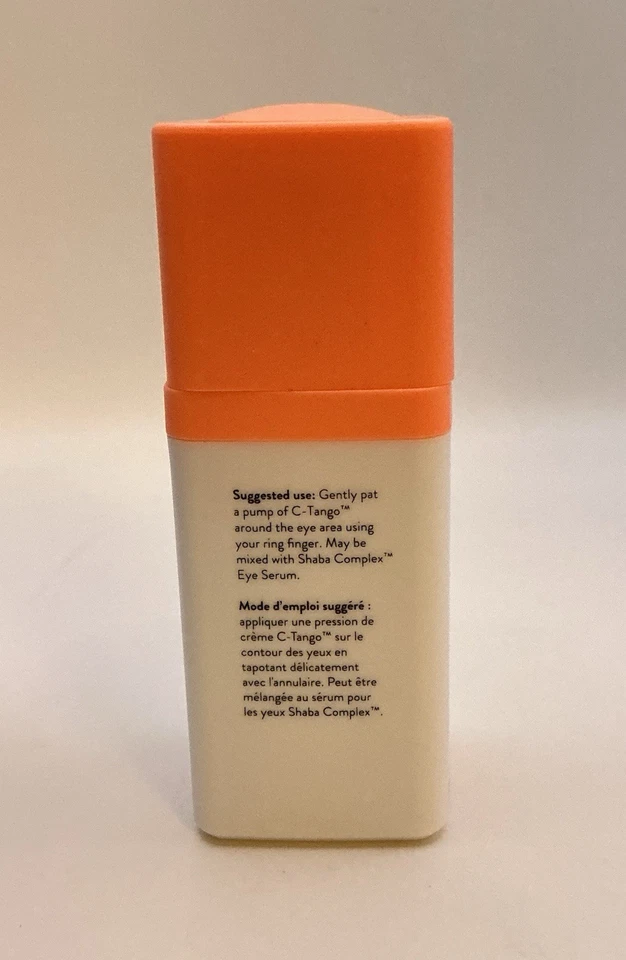 Suggested use: Gently pat
a pump of C-Tango™
around the eye area using
your ring finger. May be
mixed with Shaba Complex™
Eye Serum.
Mode d'emploi suggéré :
appliquer une pression de
crème C-Tango™ sur le
contour des yeux en
tapotant délicatement
avec l'annulaire. Peut être
mélangée au sérum pour
les yeux Shaba Complex™.